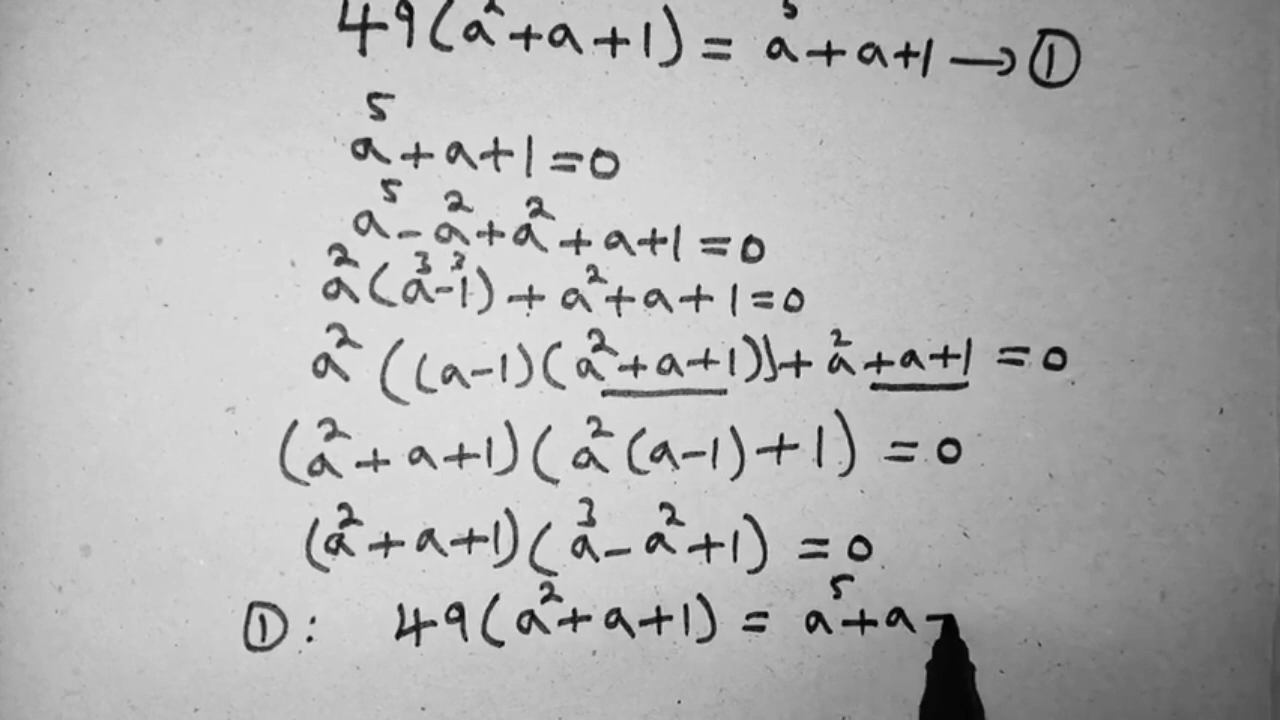 49(a²+a+1) = a⁵+a+1 → ①
a⁵+a+1=0
a⁵-a²+a²+a+1=0
a²(a³-1³)+a²+a+1=0
a²((a-1)(a²+a+1))+a²+a+1=0
(a²+a+1)(a²(a-1)+1)=0
(a²+a+1)(a³-a²+1)=0
①: 49(a²+a+1) = a⁵+a-